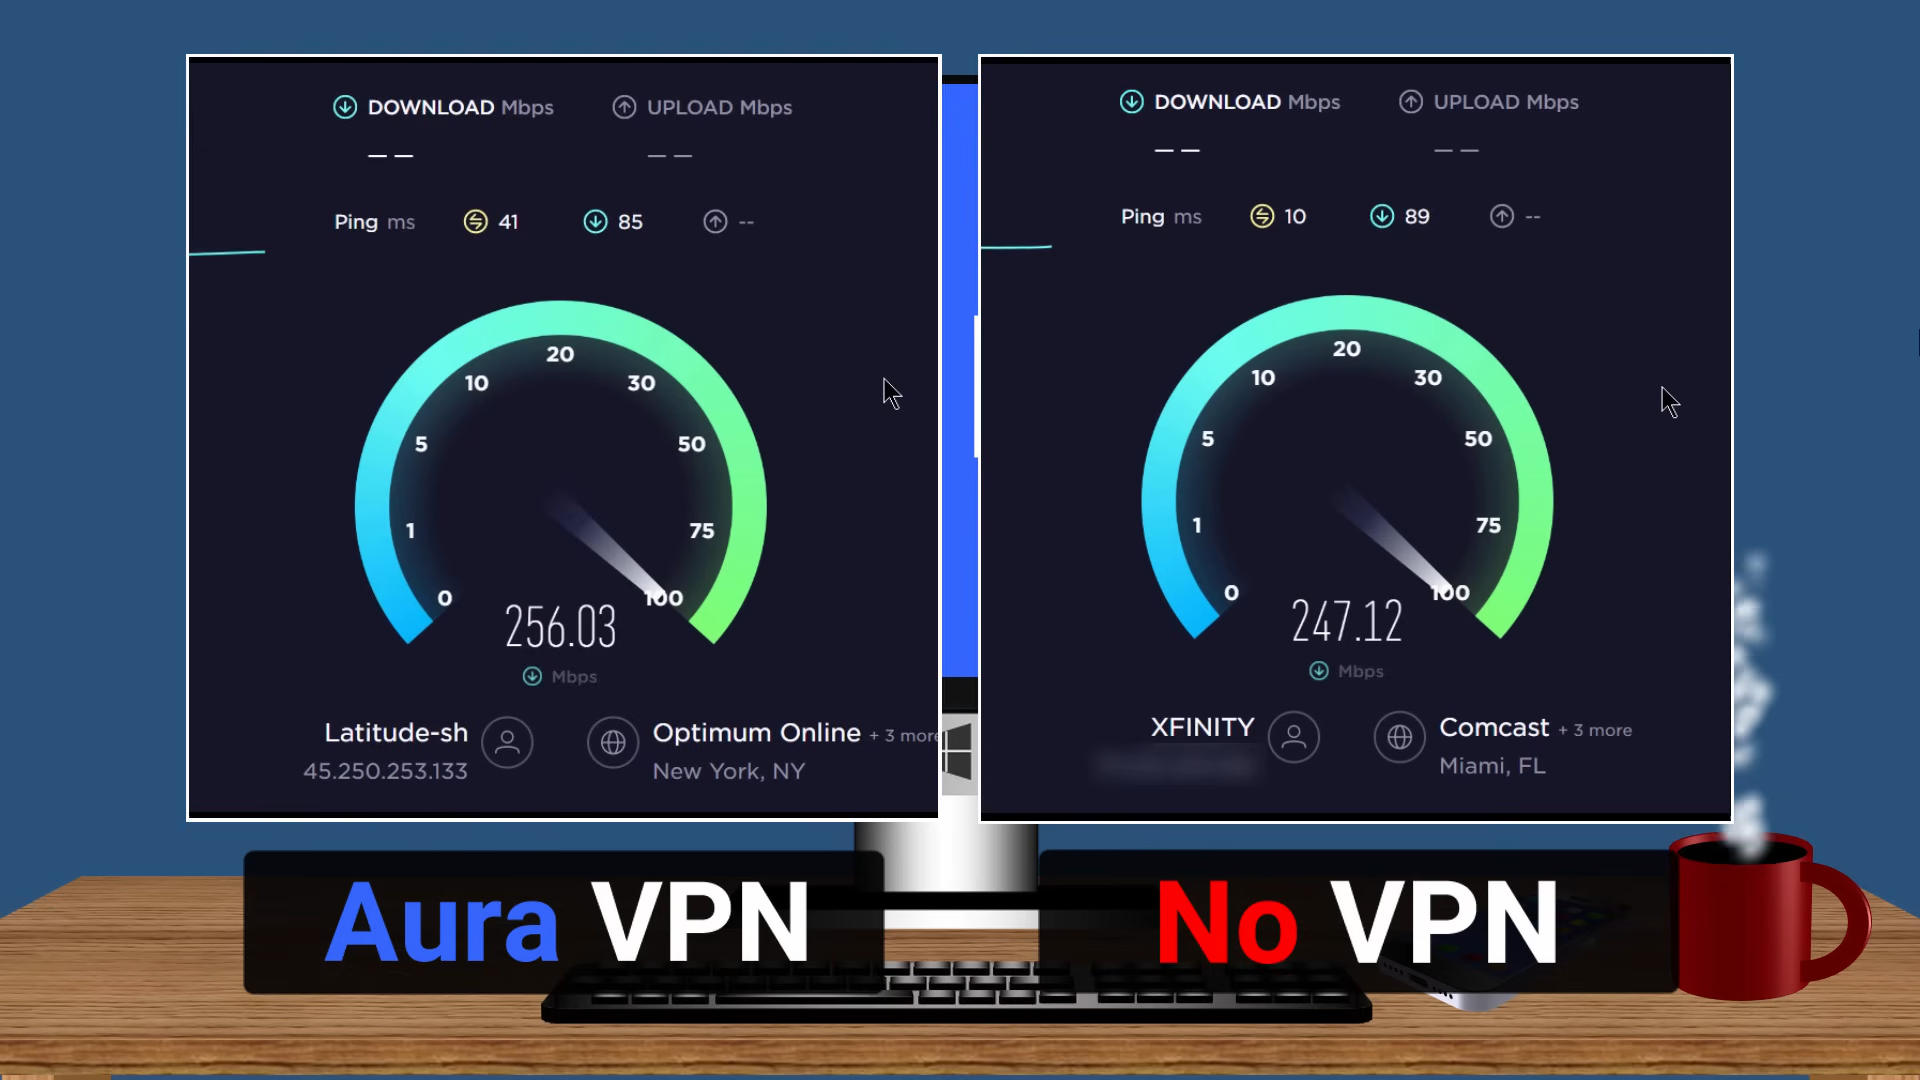 DOWNLOAD Mbps
UPLOAD Mbps
— —
— —
Ping ms 41 85 --
20
10 30
5 50
1 75
0 100
256.03
Mbps
Latitude-sh
45.250.253.133
Optimum Online + 3 more
New York, NY
Aura VPN
DOWNLOAD Mbps
UPLOAD Mbps
— —
— —
Ping ms 10 89 --
20
10 30
5 50
1 75
0 100
247.12
Mbps
XFINITY
Comcast + 3 more
Miami, FL
No VPN